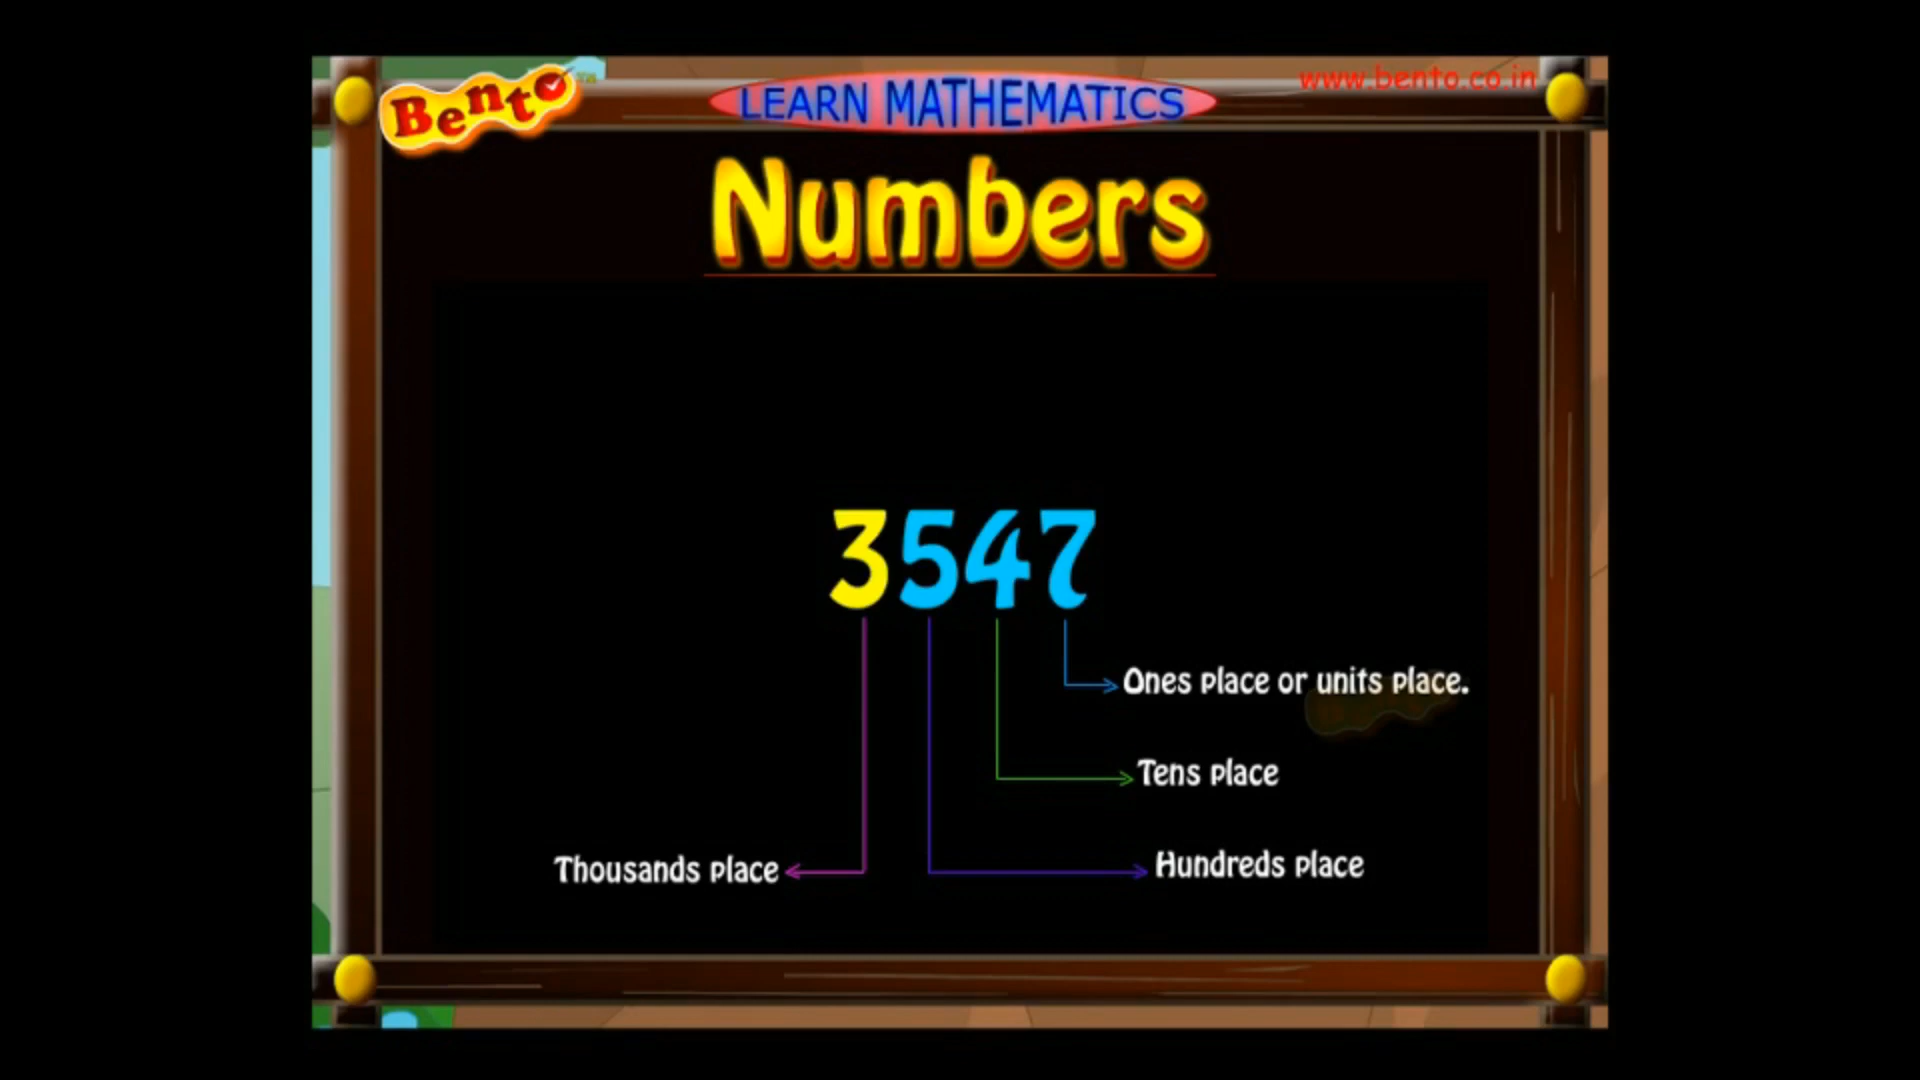 Bento
LEARN MATHEMATICS
www.bento.co.in
Numbers
3547
Ones place or units place.
Tens place
Thousands place
Hundreds place